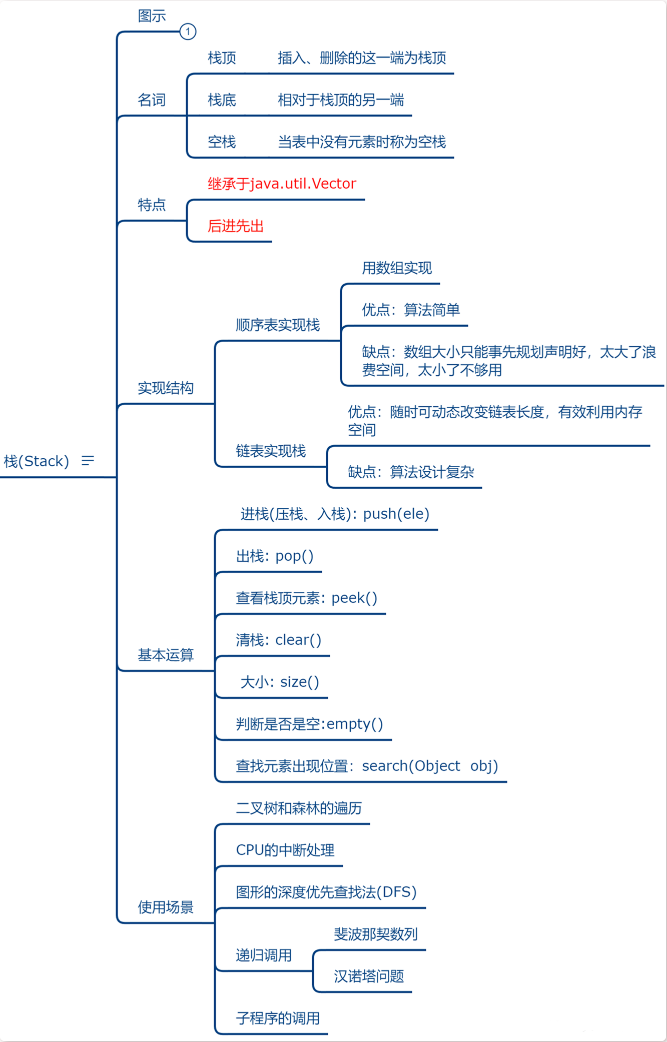 图示
1
名词
栈顶
插入、删除的这一端为栈顶
栈底
相对于栈顶的另一端
空栈
当表中没有元素时称为空栈
特点
继承于java.util.Vector
后进先出
栈(Stack)
实现结构
顺序表实现栈
用数组实现
优点：算法简单
缺点：数组大小只能事先规划声明好，太大了浪
费空间，太小了不够用
链表实现栈
优点：随时可动态改变链表长度，有效利用内存
空间
缺点：算法设计复杂
基本运算
进栈(压栈、入栈): push(ele)
出栈: pop()
查看栈顶元素: peek()
清栈: clear()
大小: size()
判断是否是空:empty()
查找元素出现位置：search(Object obj)
使用场景
二叉树和森林的遍历
CPU的中断处理
图形的深度优先查找法(DFS)
递归调用
斐波那契数列
汉诺塔问题
子程序的调用